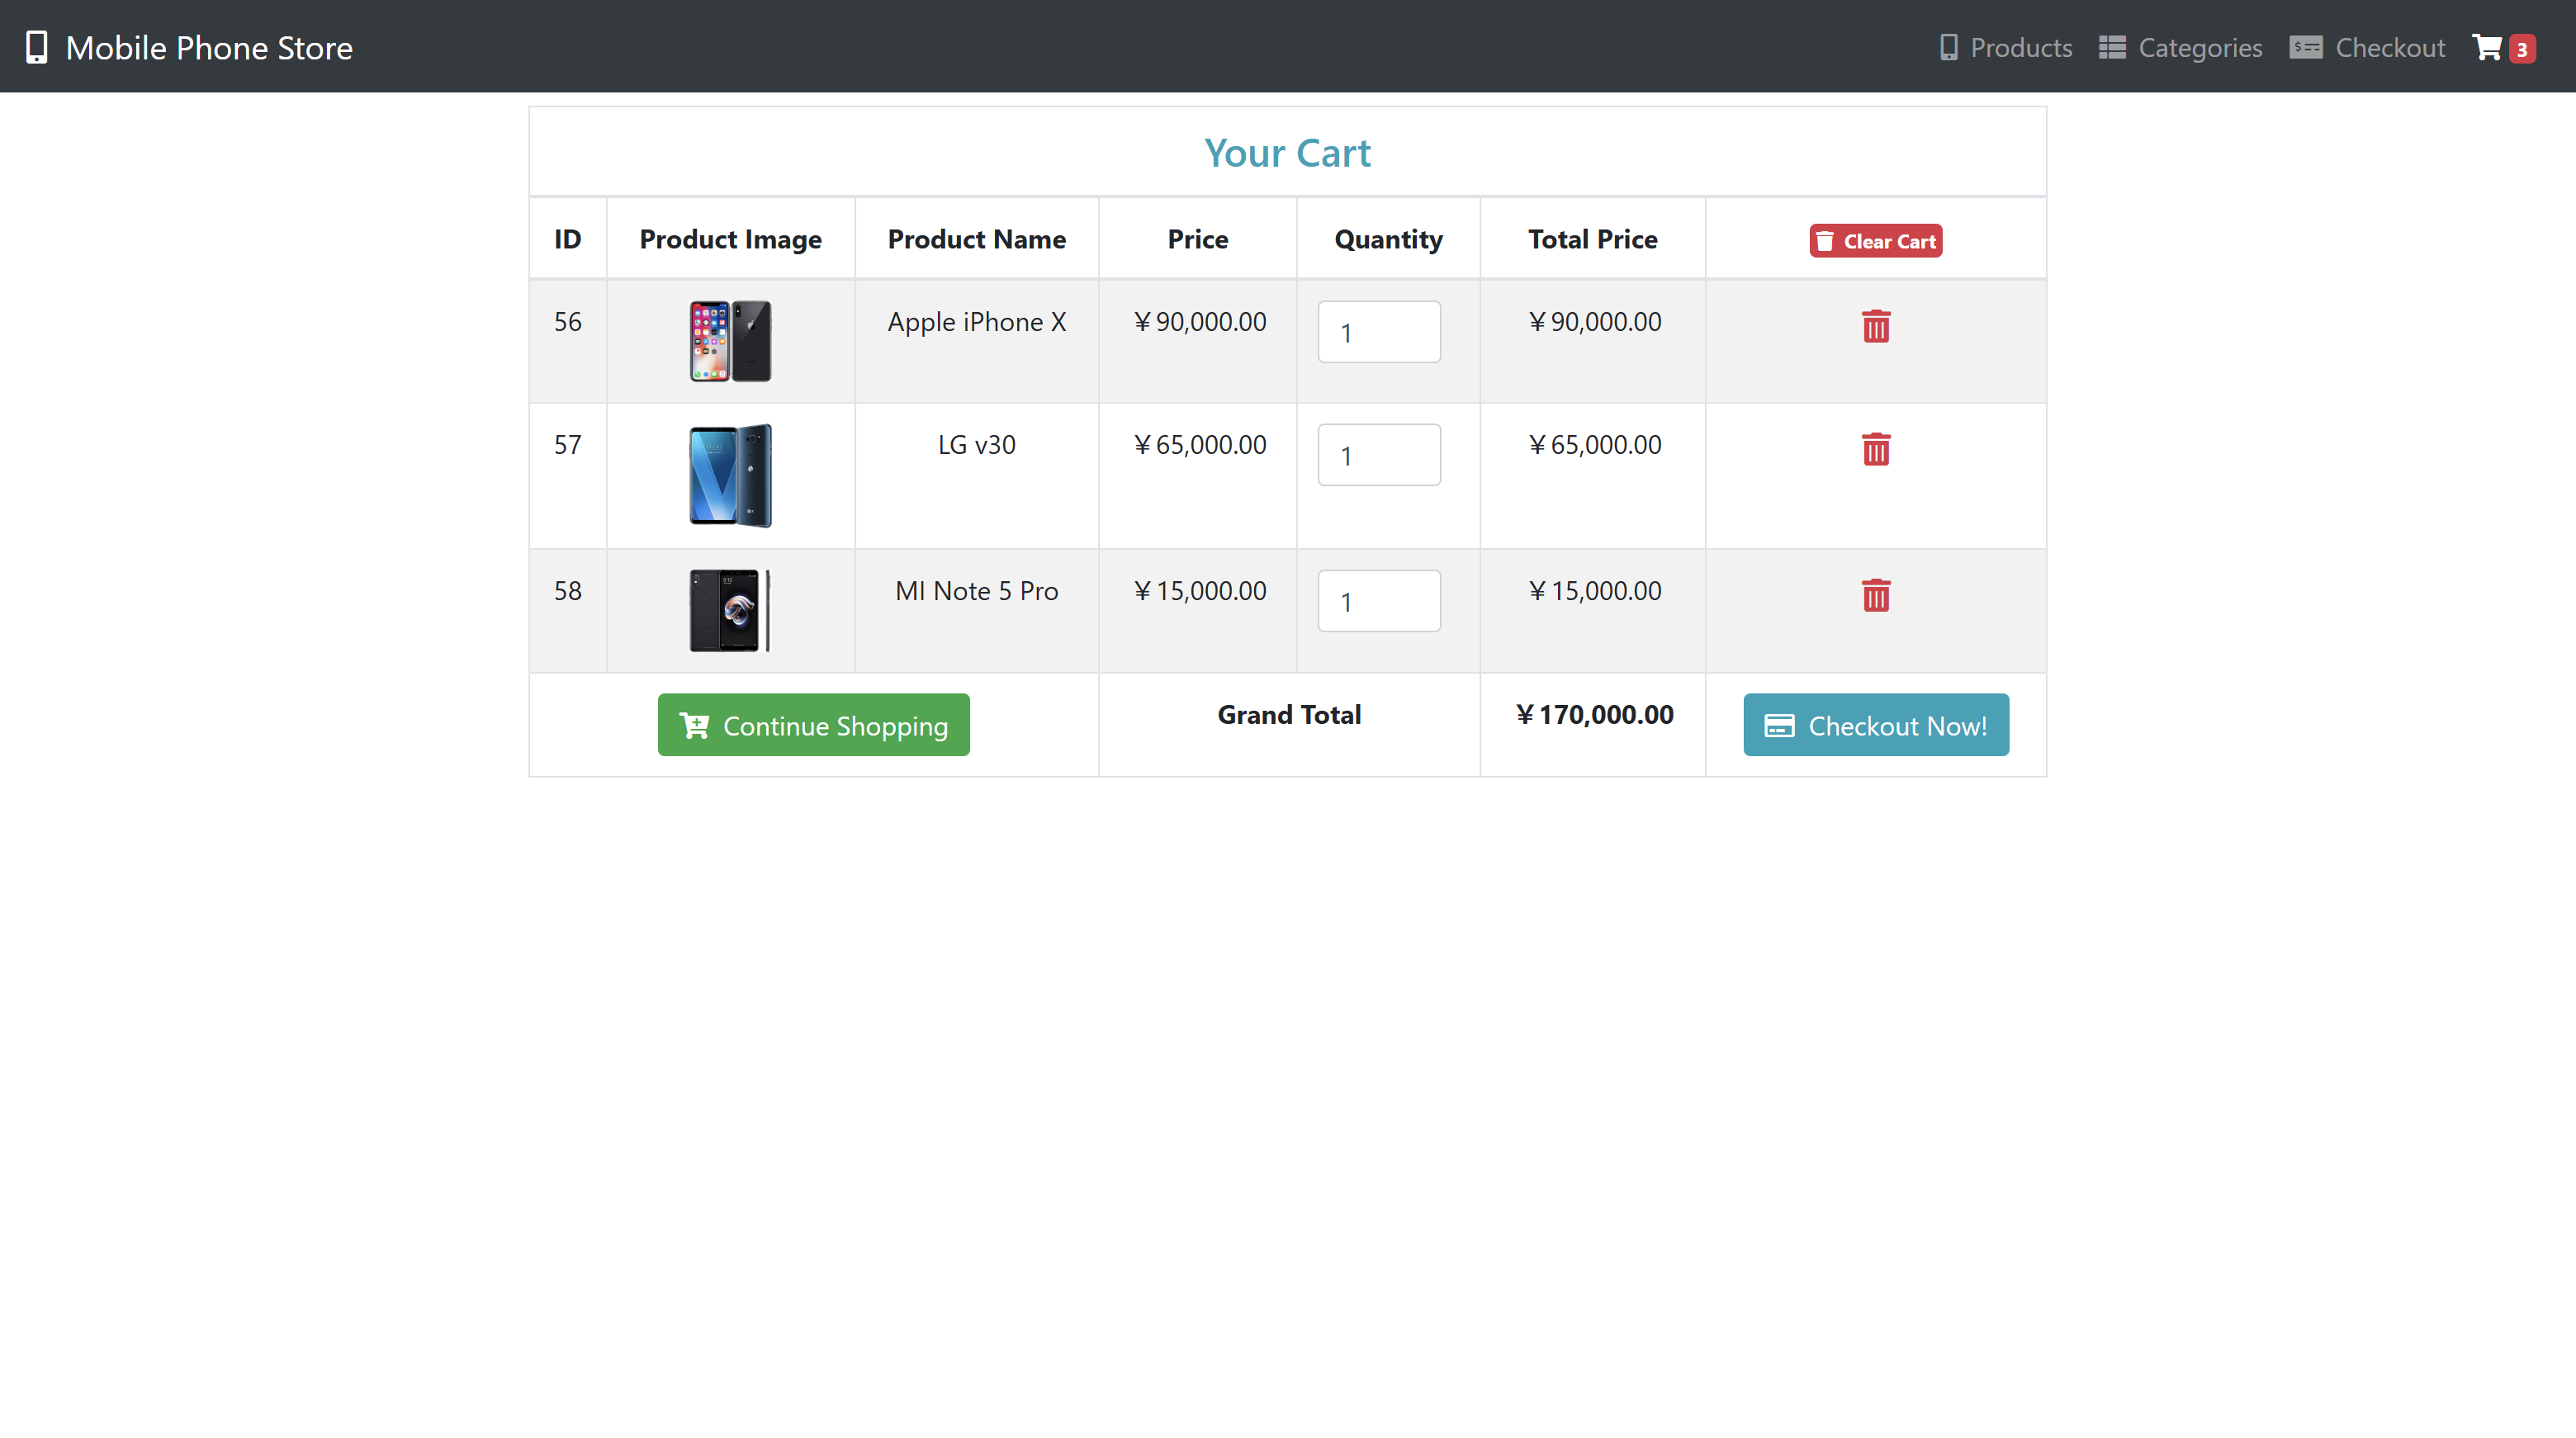 Mobile Phone Store Products Categories Checkout 3
Your Cart
ID Product Image Product Name Price Quantity Total Price Clear Cart
56 Apple iPhone X ¥ 90,000.00 1 ¥ 90,000.00
57 LG v30 ¥ 65,000.00 1 ¥ 65,000.00
58 MI Note 5 Pro ¥ 15,000.00 1 ¥ 15,000.00
Continue Shopping Grand Total ¥ 170,000.00 Checkout Now!